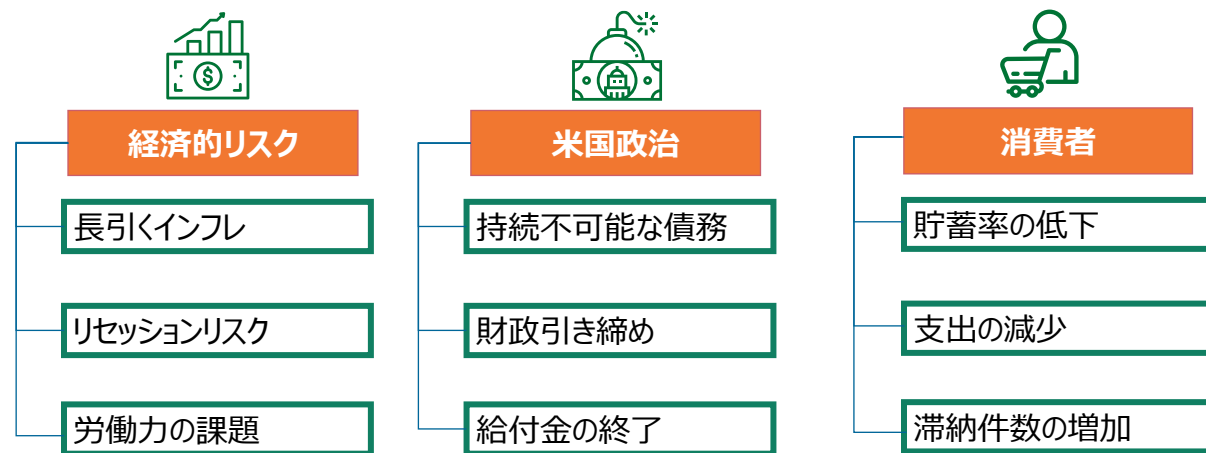 経済的リスク
長引くインフレ
リセッションリスク
労働力の課題
米国政治
持続不可能な債務
財政引き締め
給付金の終了
消費者
貯蓄率の低下
支出の減少
滞納件数の増加
$